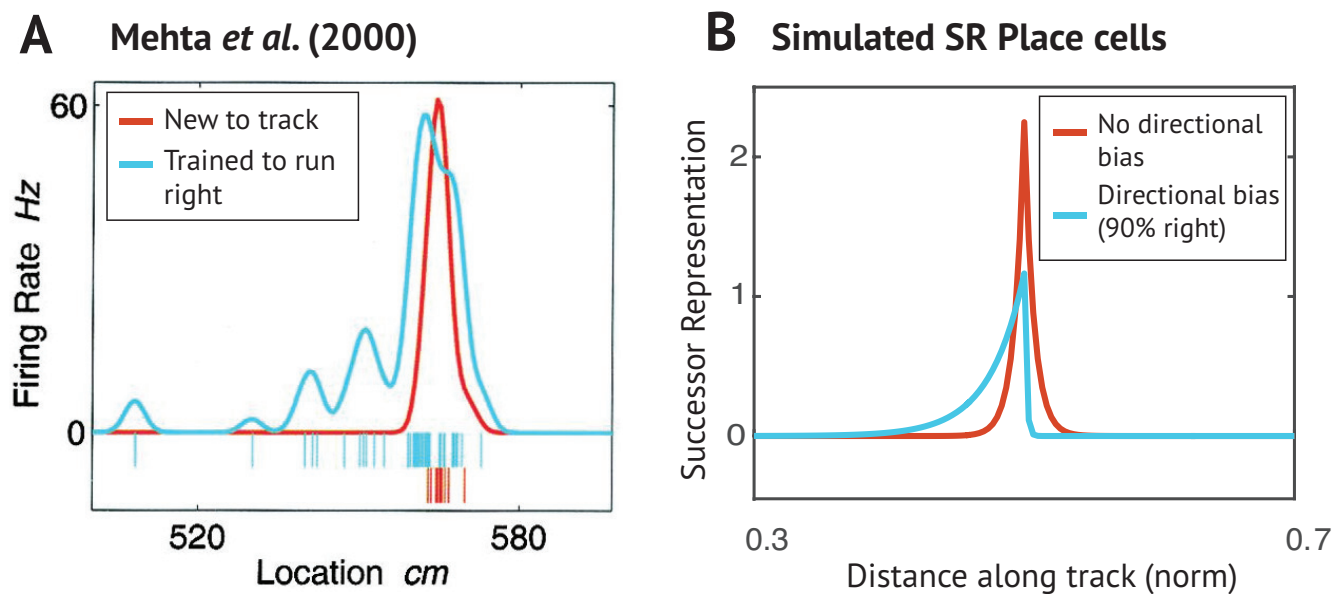 A Mehta et al. (2000)
60
New to track
Trained to run
right
Firing Rate Hz
0
520
580
Location cm
B Simulated SR Place cells
No directional
bias
Directional bias
(90% right)
Successor Representation
2
1
0
0.3
0.7
Distance along track (norm)